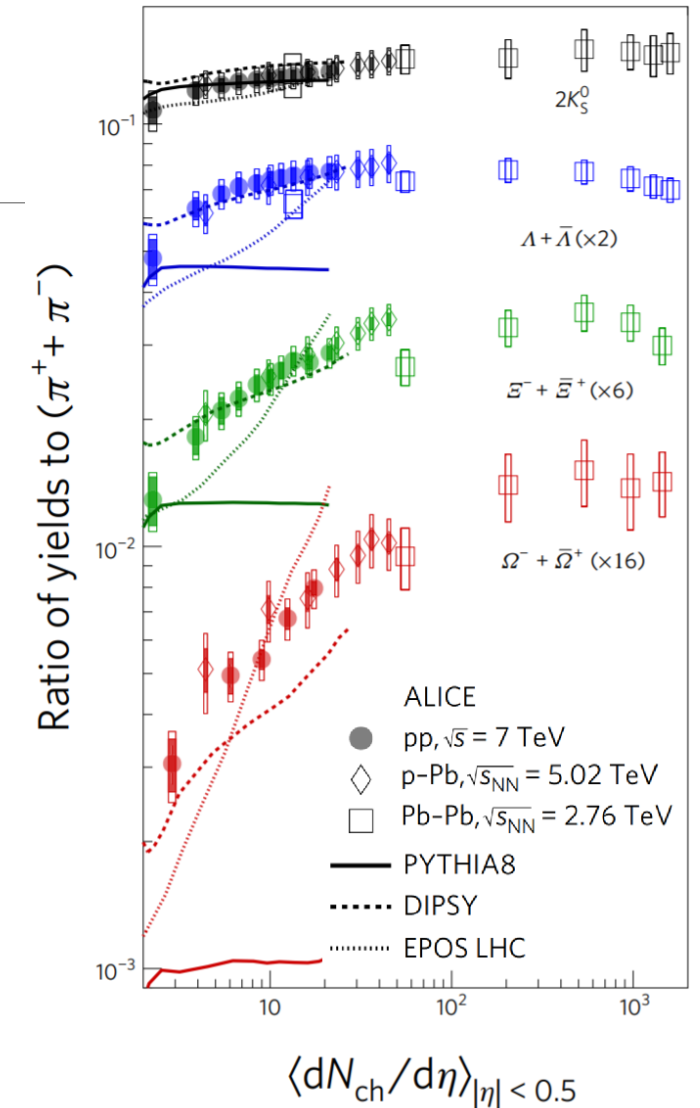 Ratio of yields to (π⁺ + π⁻)
10⁻¹
10⁻²
10⁻³
2K⁰_S
Λ + Λ̅ (×2)
Ξ⁻ + Ξ̅⁺ (×6)
Ω⁻ + Ω̅⁺ (×16)
ALICE
pp, √s = 7 TeV
p–Pb, √s_NN = 5.02 TeV
Pb–Pb, √s_NN = 2.76 TeV
PYTHIA8
DIPSY
EPOS LHC
10
10²
10³
⟨dN_ch/dη⟩_|η| < 0.5